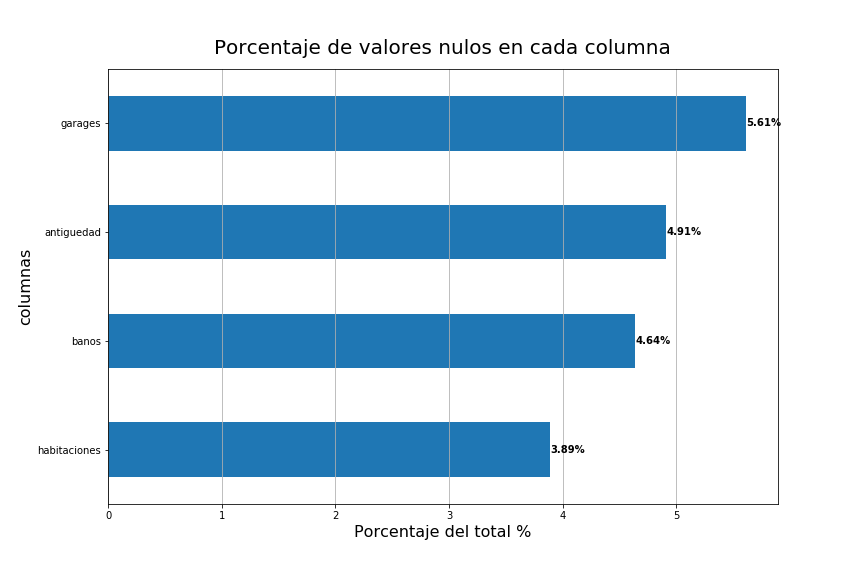 Porcentaje de valores nulos en cada columna
garages
5.61%
antiguedad
4.91%
columnas
banos
4.64%
habitaciones
3.89%
0 1 2 3 4 5
Porcentaje del total %